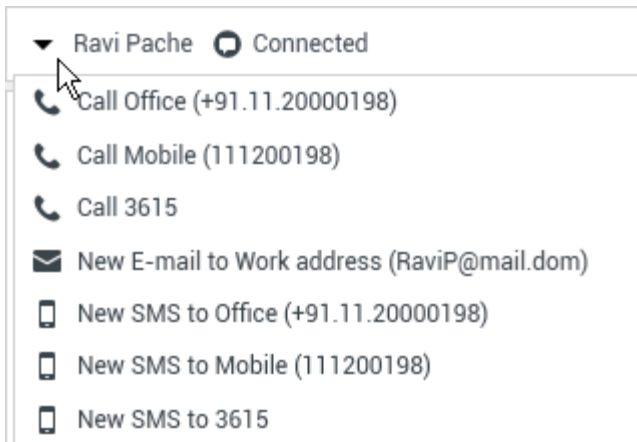 Ravi Pache Connected
Call Office (+91.11.20000198)
Call Mobile (111200198)
Call 3615
New E-mail to Work address (RaviP@mail.dom)
New SMS to Office (+91.11.20000198)
New SMS to Mobile (111200198)
New SMS to 3615